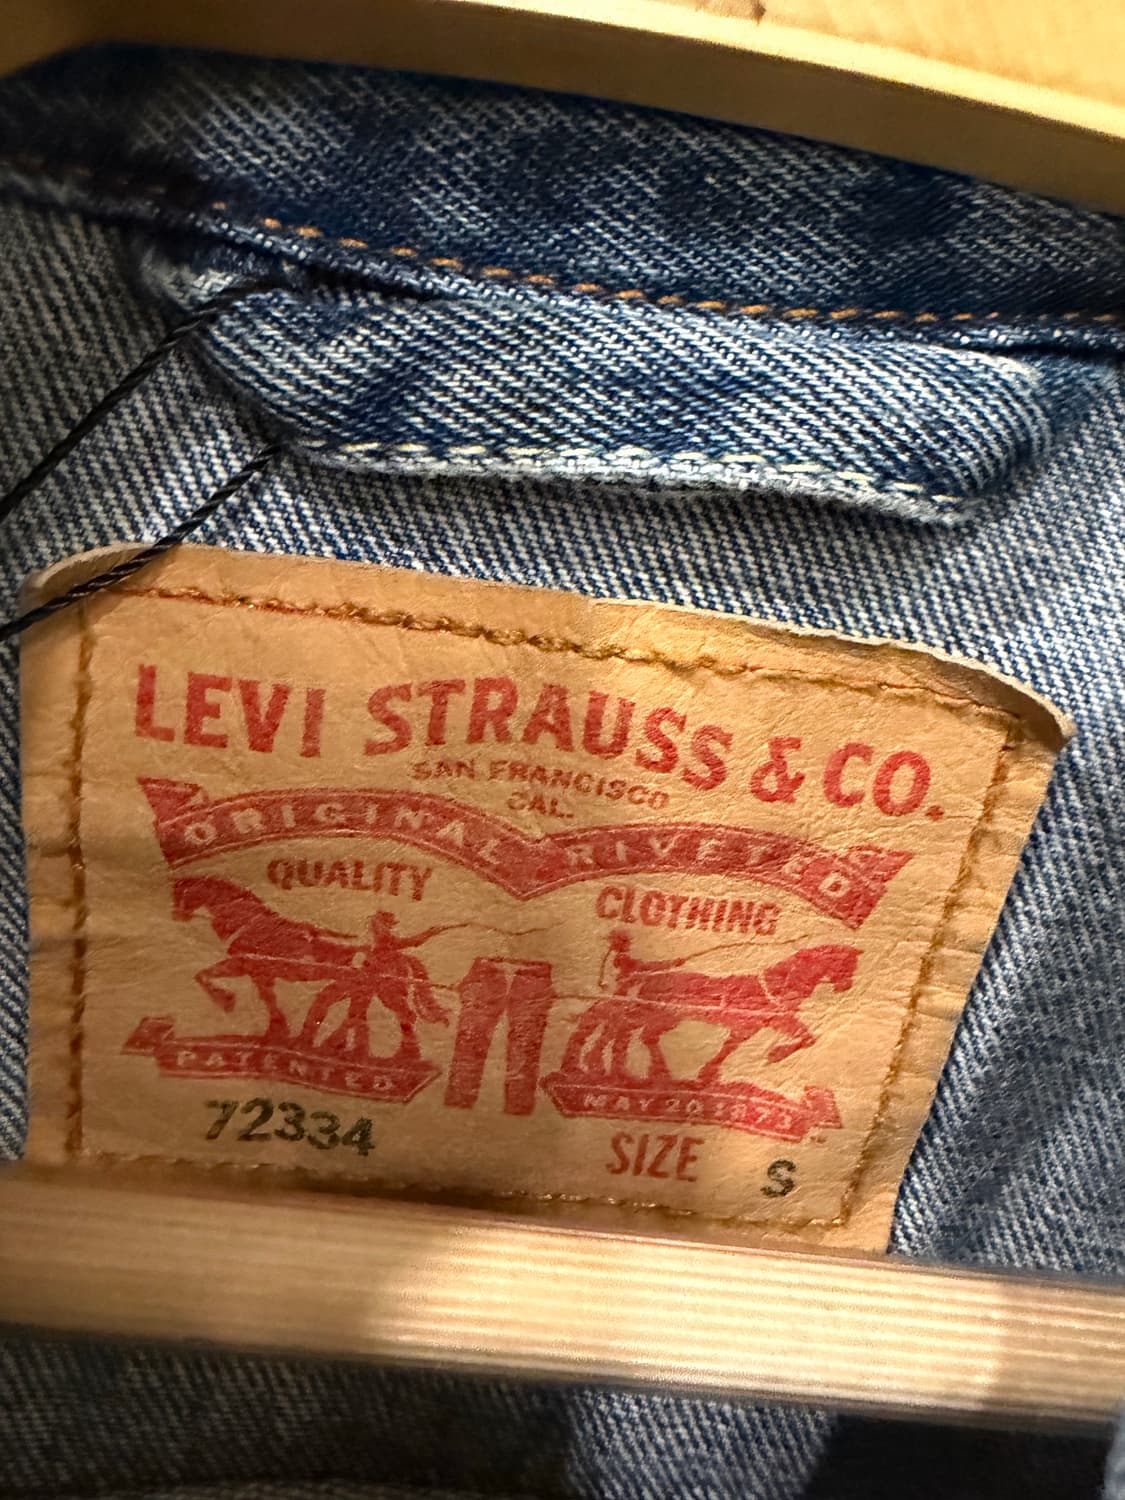 LEVI STRAUSS & CO.
SAN FRANCISCO
CAL.
ORIGINAL RIVETED
QUALITY CLOTHING
PATENTED MAY 20 1873
72334 SIZE S